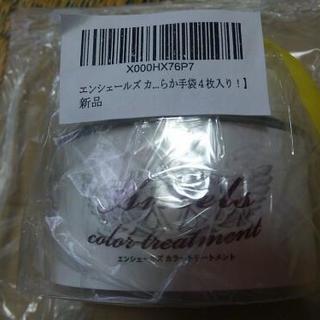 X000HX76P7
エンシェールズ カ...らか手袋4枚入り!】
新品
color treatment
エンシェールズ カラートリートメント